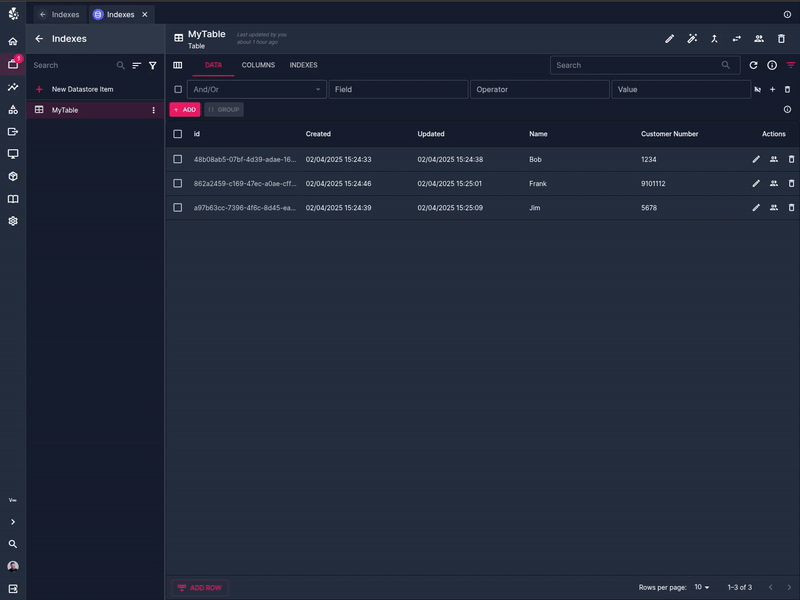 Indexes
Indexes
Indexes
MyTable
Table
Last updated by you
about 1 hour ago
1
Search
DATA
COLUMNS
INDEXES
Search
New Datastore Item
MyTable
And/Or
Field
Operator
Value
+ ADD
GROUP
id
Created
Updated
Name
Customer Number
Actions
48b08ab5-07bf-4d39-adae-16...
02/04/2025 15:24:33
02/04/2025 15:24:38
Bob
1234
862a2459-c169-47ec-a0ae-cff...
02/04/2025 15:24:46
02/04/2025 15:25:01
Frank
9101112
a97b63cc-7396-4f6c-8d45-ea...
02/04/2025 15:24:39
02/04/2025 15:25:09
Jim
5678
ADD ROW
Rows per page:
10
1–3 of 3